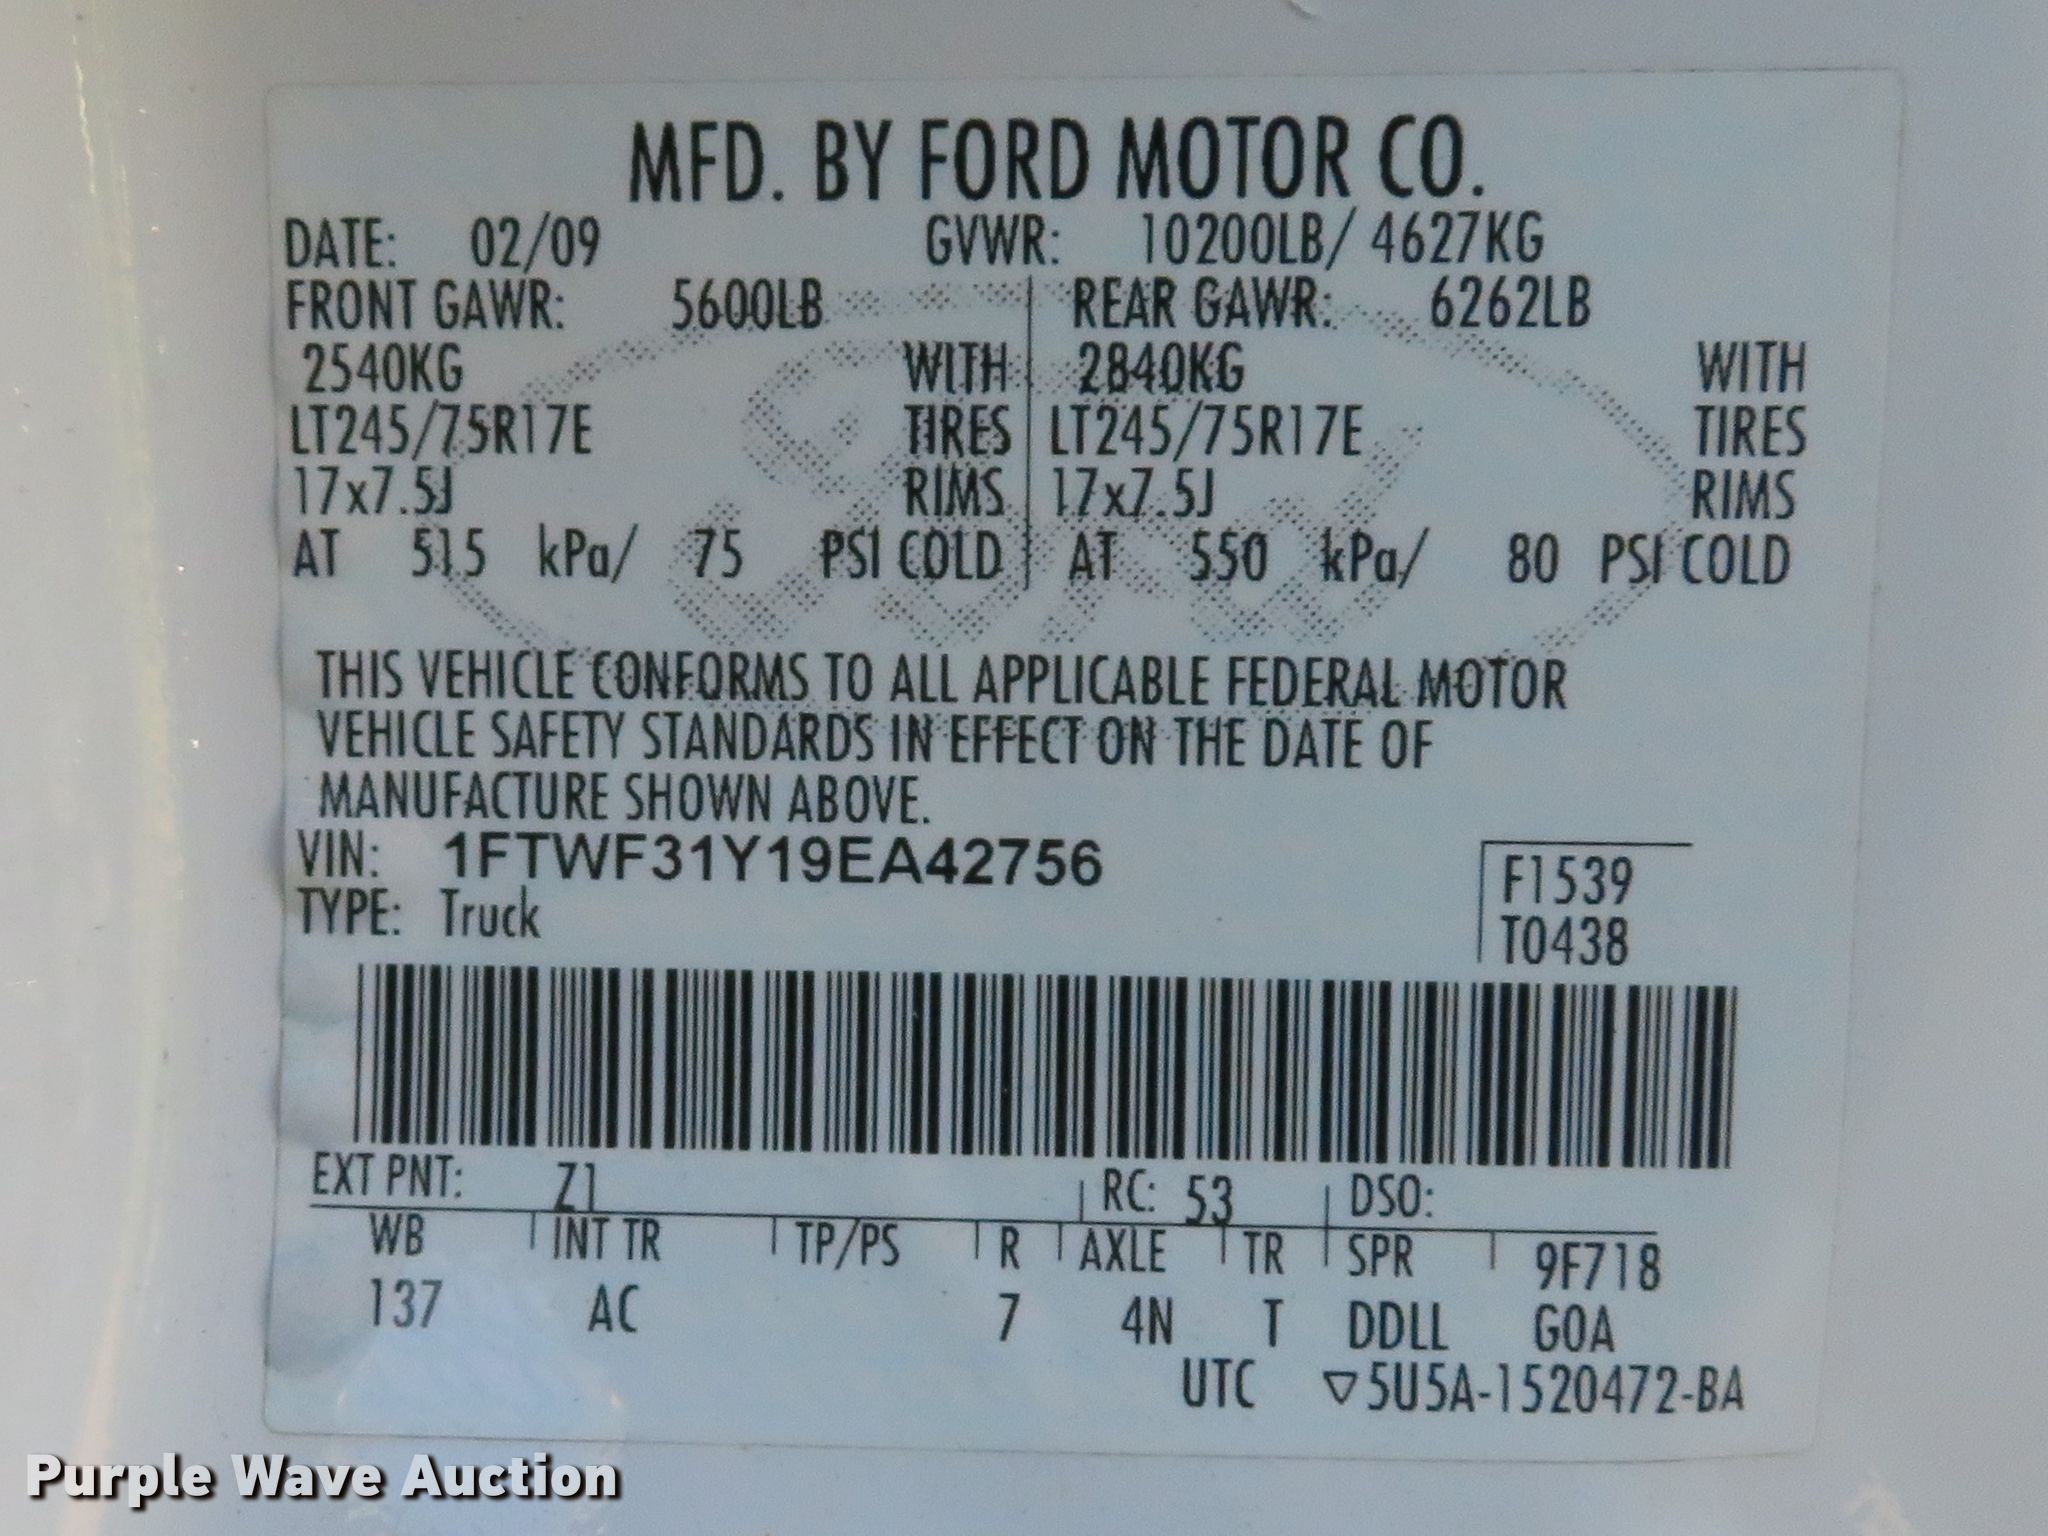 MFD. BY FORD MOTOR CO.
DATE: 02/09 GVWR: 10200LB/ 4627KG
FRONT GAWR: 5600LB REAR GAWR: 6262LB
2540KG WITH 2840KG WITH
LT245/75R17E TIRES LT245/75R17E TIRES
17x7.5J RIMS 17x7.5J RIMS
AT 515 kPa/ 75 PSI COLD AT 550 kPa/ 80 PSI COLD
Ford
THIS VEHICLE CONFORMS TO ALL APPLICABLE FEDERAL MOTOR
VEHICLE SAFETY STANDARDS IN EFFECT ON THE DATE OF
MANUFACTURE SHOWN ABOVE.
VIN: 1FTWF31Y19EA42756
TYPE: Truck
F1539
T0438
EXT PNT: Z1 RC: 53 DSO:
WB INT TR TP/PS R AXLE TR SPR 9F718
137 AC 7 4N T DDLL G0A
UTC ▽5U5A-1520472-BA
Purple Wave Auction